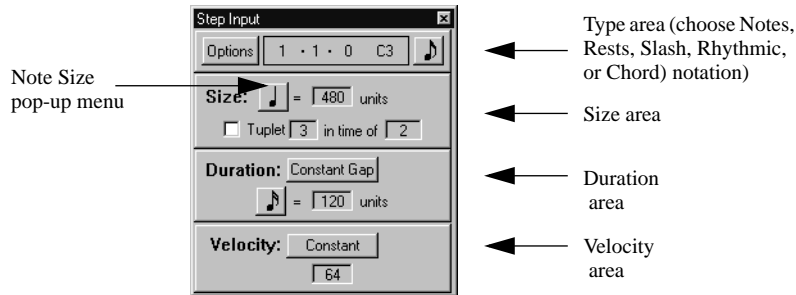 Step Input
Options 1 · 1 · 0 C3
Type area (choose Notes,
Rests, Slash, Rhythmic,
or Chord) notation)
Note Size
pop-up menu
Size: = 480 units
Tuplet 3 in time of 2
Size area
Duration: Constant Gap
= 120 units
Duration
area
Velocity: Constant
64
Velocity
area